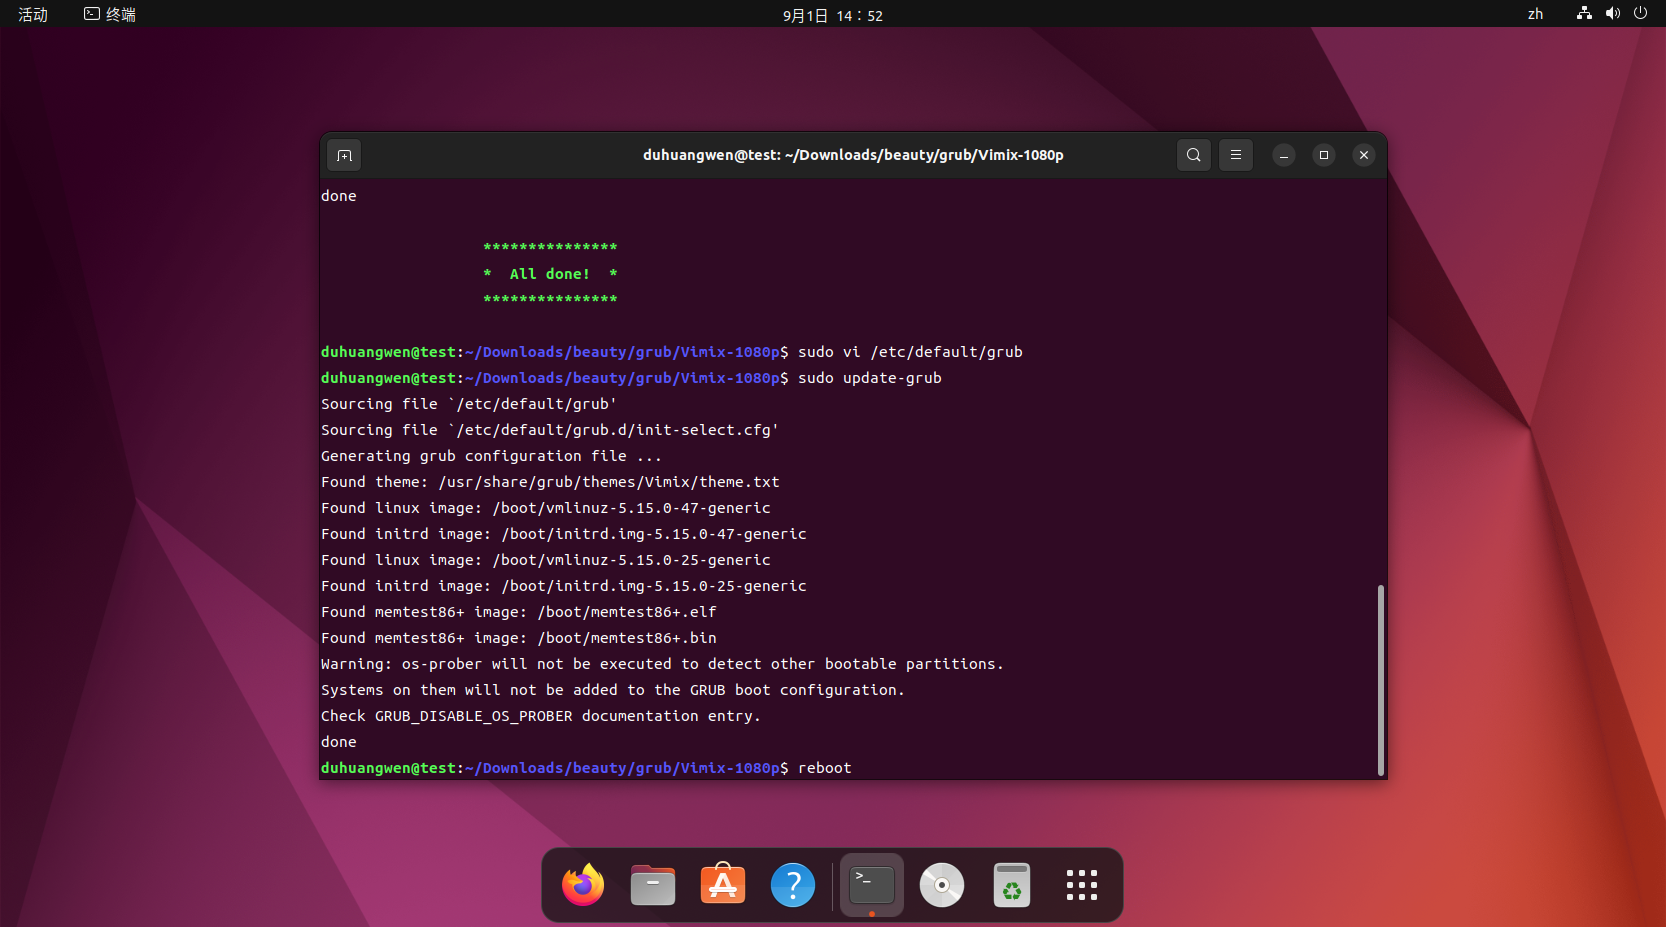 活动 终端 9月1日 14：52 zh
duhuangwen@test: ~/Downloads/beauty/grub/Vimix-1080p
done
***************
*  All done!  *
***************
duhuangwen@test:~/Downloads/beauty/grub/Vimix-1080p$ sudo vi /etc/default/grub
duhuangwen@test:~/Downloads/beauty/grub/Vimix-1080p$ sudo update-grub
Sourcing file `/etc/default/grub'
Sourcing file `/etc/default/grub.d/init-select.cfg'
Generating grub configuration file ...
Found theme: /usr/share/grub/themes/Vimix/theme.txt
Found linux image: /boot/vmlinuz-5.15.0-47-generic
Found initrd image: /boot/initrd.img-5.15.0-47-generic
Found linux image: /boot/vmlinuz-5.15.0-25-generic
Found initrd image: /boot/initrd.img-5.15.0-25-generic
Found memtest86+ image: /boot/memtest86+.elf
Found memtest86+ image: /boot/memtest86+.bin
Warning: os-prober will not be executed to detect other bootable partitions.
Systems on them will not be added to the GRUB boot configuration.
Check GRUB_DISABLE_OS_PROBER documentation entry.
done
duhuangwen@test:~/Downloads/beauty/grub/Vimix-1080p$ reboot